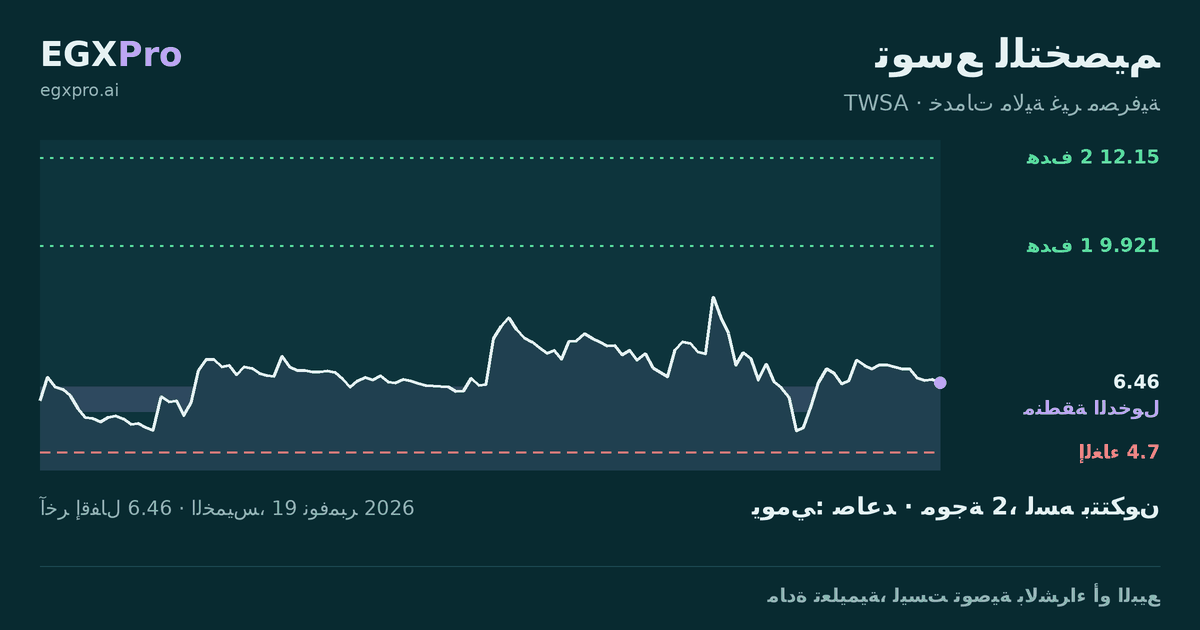 EGXPro
egxpro.ai
توسع للتخصيم
TWSA · خدمات مالية غير مصرفية
هدف 2 12.15
هدف 1 9.921
6.46
منطقة الدخول
إلغاء 4.7
يومي: صاعد · موجة 2، لسه بتتكون
آخر إقفال 6.46 · الخميس، 19 نوفمبر 2026
مادة تعليمية، ليست توصية بالشراء أو البيع